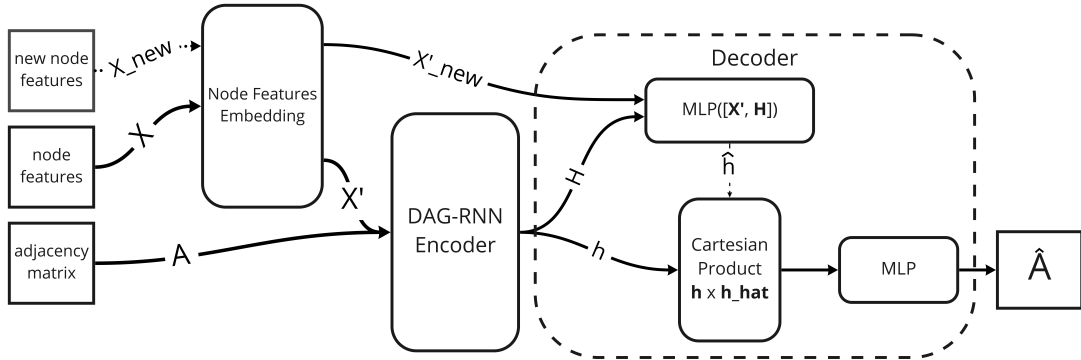 new node
features
X_new
node
features
X
adjacency
matrix
A
Node Features
Embedding
X'_new
X'
DAG-RNN
Encoder
H
h
Decoder
MLP([X', H])
ĥ
Cartesian
Product
h x h_hat
MLP
Â